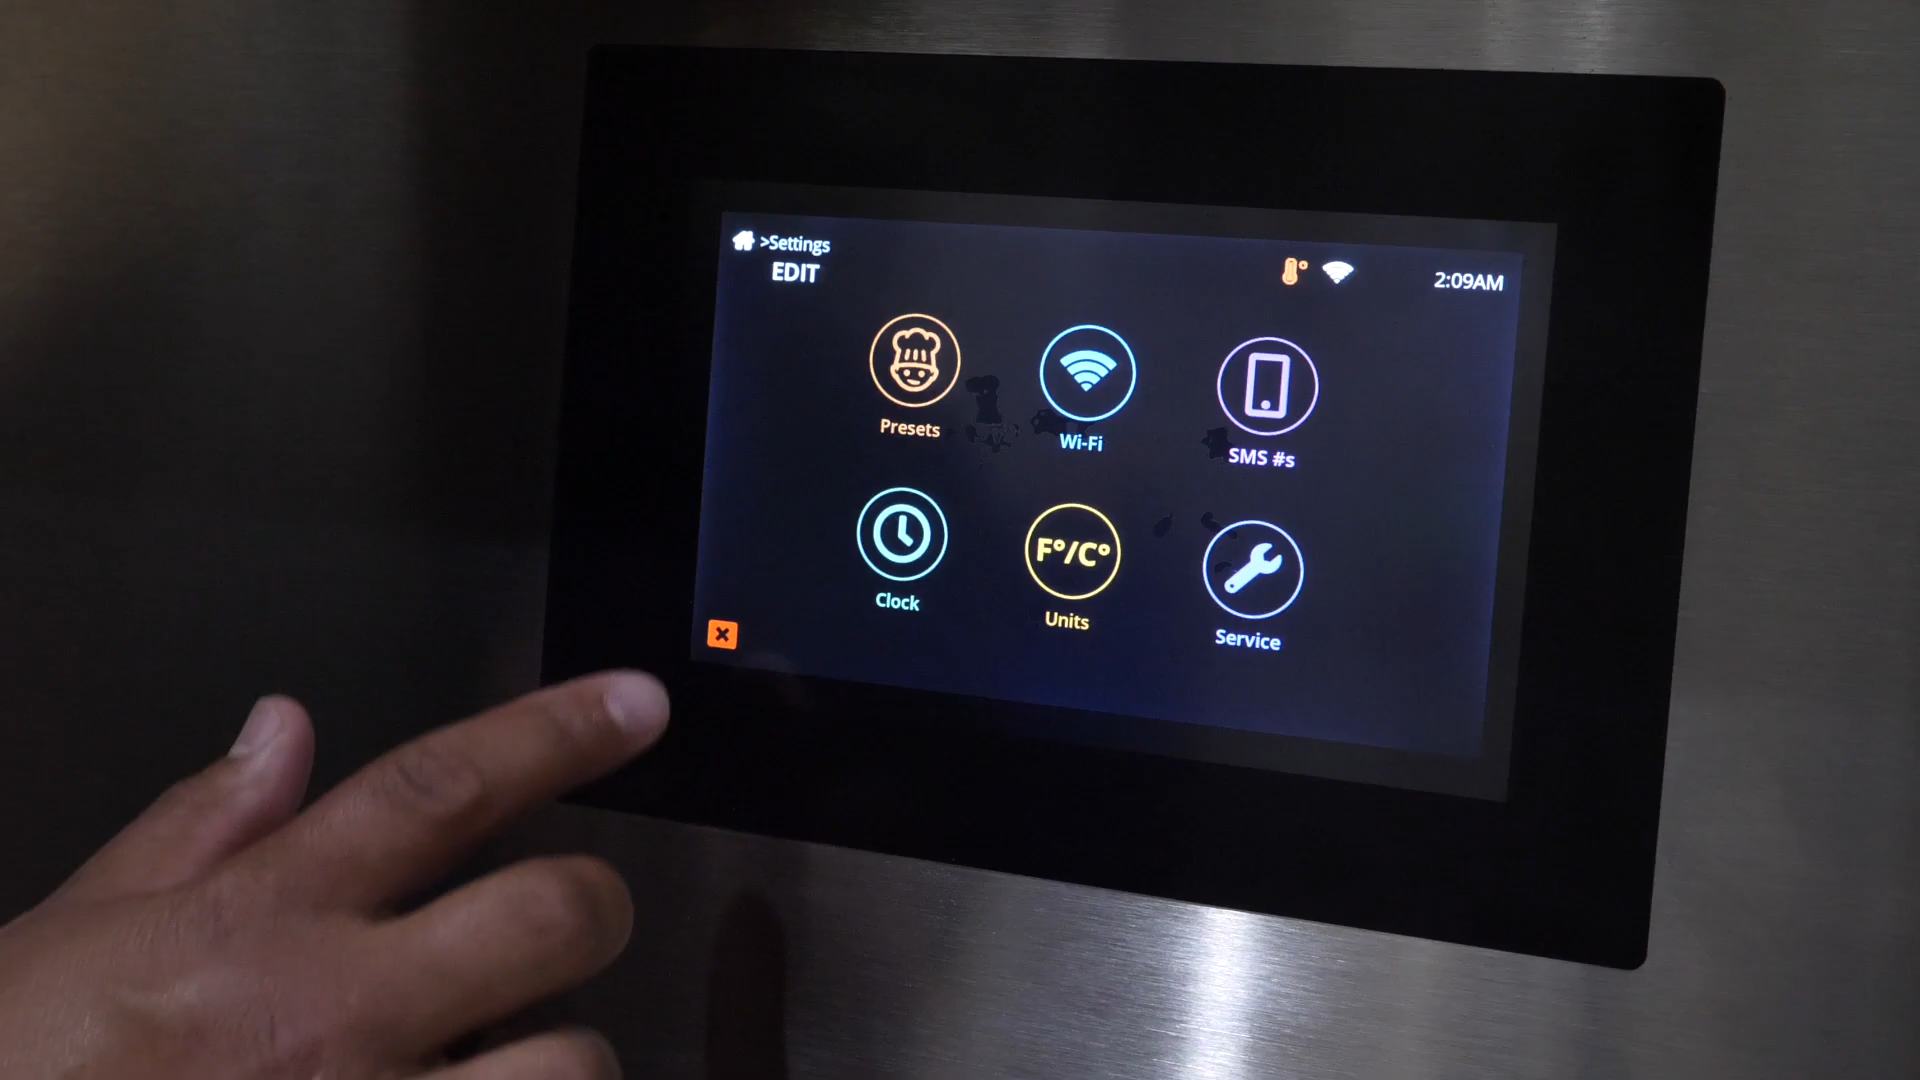 >Settings
EDIT
2:09AM
Presets
Wi-Fi
SMS #s
F°/C°
Clock
Units
Service